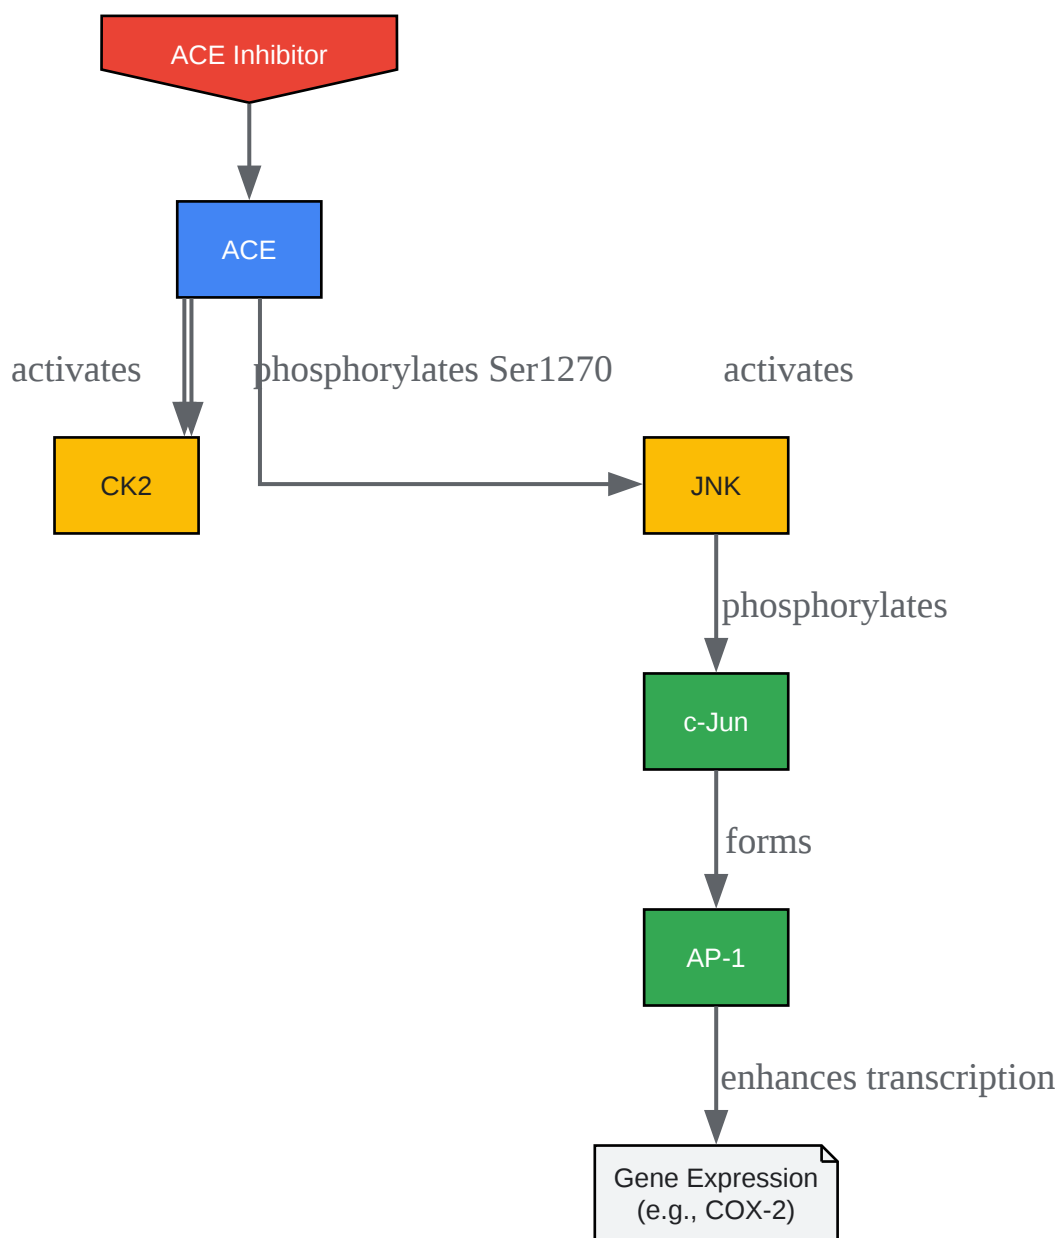 ACE Inhibitor
ACE
activates
phosphorylates Ser1270
activates
CK2
JNK
phosphorylates
c-Jun
forms
AP-1
enhances transcription
Gene Expression
(e.g., COX-2)